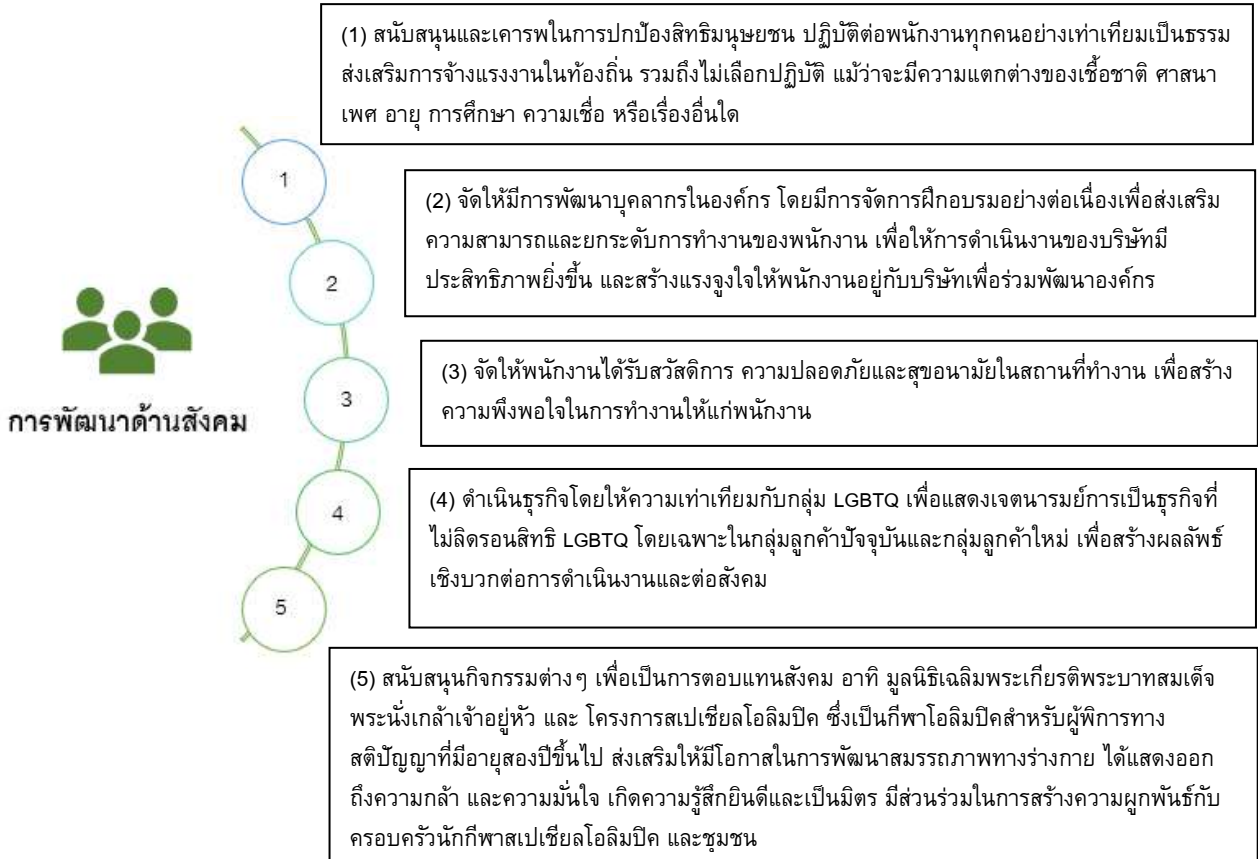 (1) สนับสนุนและเคารพในการปกป้องสิทธิมนุษยชน ปฏิบัติต่อพนักงานทุกคนอย่างเท่าเทียมเป็นธรรม
ส่งเสริมการจ้างแรงงานในท้องถิ่น รวมถึงไม่เลือกปฏิบัติ แม้ว่าจะมีความแตกต่างของเชื้อชาติ ศาสนา
เพศ อายุ การศึกษา ความเชื่อ หรือเรื่องอื่นใด
1
(2) จัดให้มีการพัฒนาบุคลากรในองค์กร โดยมีการจัดการฝึกอบรมอย่างต่อเนื่องเพื่อส่งเสริม
ความสามารถและยกระดับการทำงานของพนักงาน เพื่อให้การดำเนินงานของบริษัทมี
ประสิทธิภาพยิ่งขึ้น และสร้างแรงจูงใจให้พนักงานอยู่กับบริษัทเพื่อร่วมพัฒนาองค์กร
2
(3) จัดให้พนักงานได้รับสวัสดิการ ความปลอดภัยและสุขอนามัยในสถานที่ทำงาน เพื่อสร้าง
ความพึงพอใจในการทำงานให้แก่พนักงาน
3
การพัฒนาด้านสังคม
(4) ดำเนินธุรกิจโดยให้ความเท่าเทียมกับกลุ่ม LGBTQ เพื่อแสดงเจตนารมย์การเป็นธุรกิจที่
ไม่ลิดรอนสิทธิ LGBTQ โดยเฉพาะในกลุ่มลูกค้าปัจจุบันและกลุ่มลูกค้าใหม่ เพื่อสร้างผลลัพธ์
เชิงบวกต่อการดำเนินงานและต่อสังคม
4
5
(5) สนับสนุนกิจกรรมต่างๆ เพื่อเป็นการตอบแทนสังคม อาทิ มูลนิธิเฉลิมพระเกียรติพระบาทสมเด็จ
พระนั่งเกล้าเจ้าอยู่หัว และ โครงการสเปเชียลโอลิมปิค ซึ่งเป็นกีฬาโอลิมปิคสำหรับผู้พิการทาง
สติปัญญาที่มีอายุสองปีขึ้นไป ส่งเสริมให้มีโอกาสในการพัฒนาสมรรถภาพทางร่างกาย ได้แสดงออก
ถึงความกล้า และความมั่นใจ เกิดความรู้สึกยินดีและเป็นมิตร มีส่วนร่วมในการสร้างความผูกพันธ์กับ
ครอบครัวนักกีฬาสเปเชียลโอลิมปิค และชุมชน